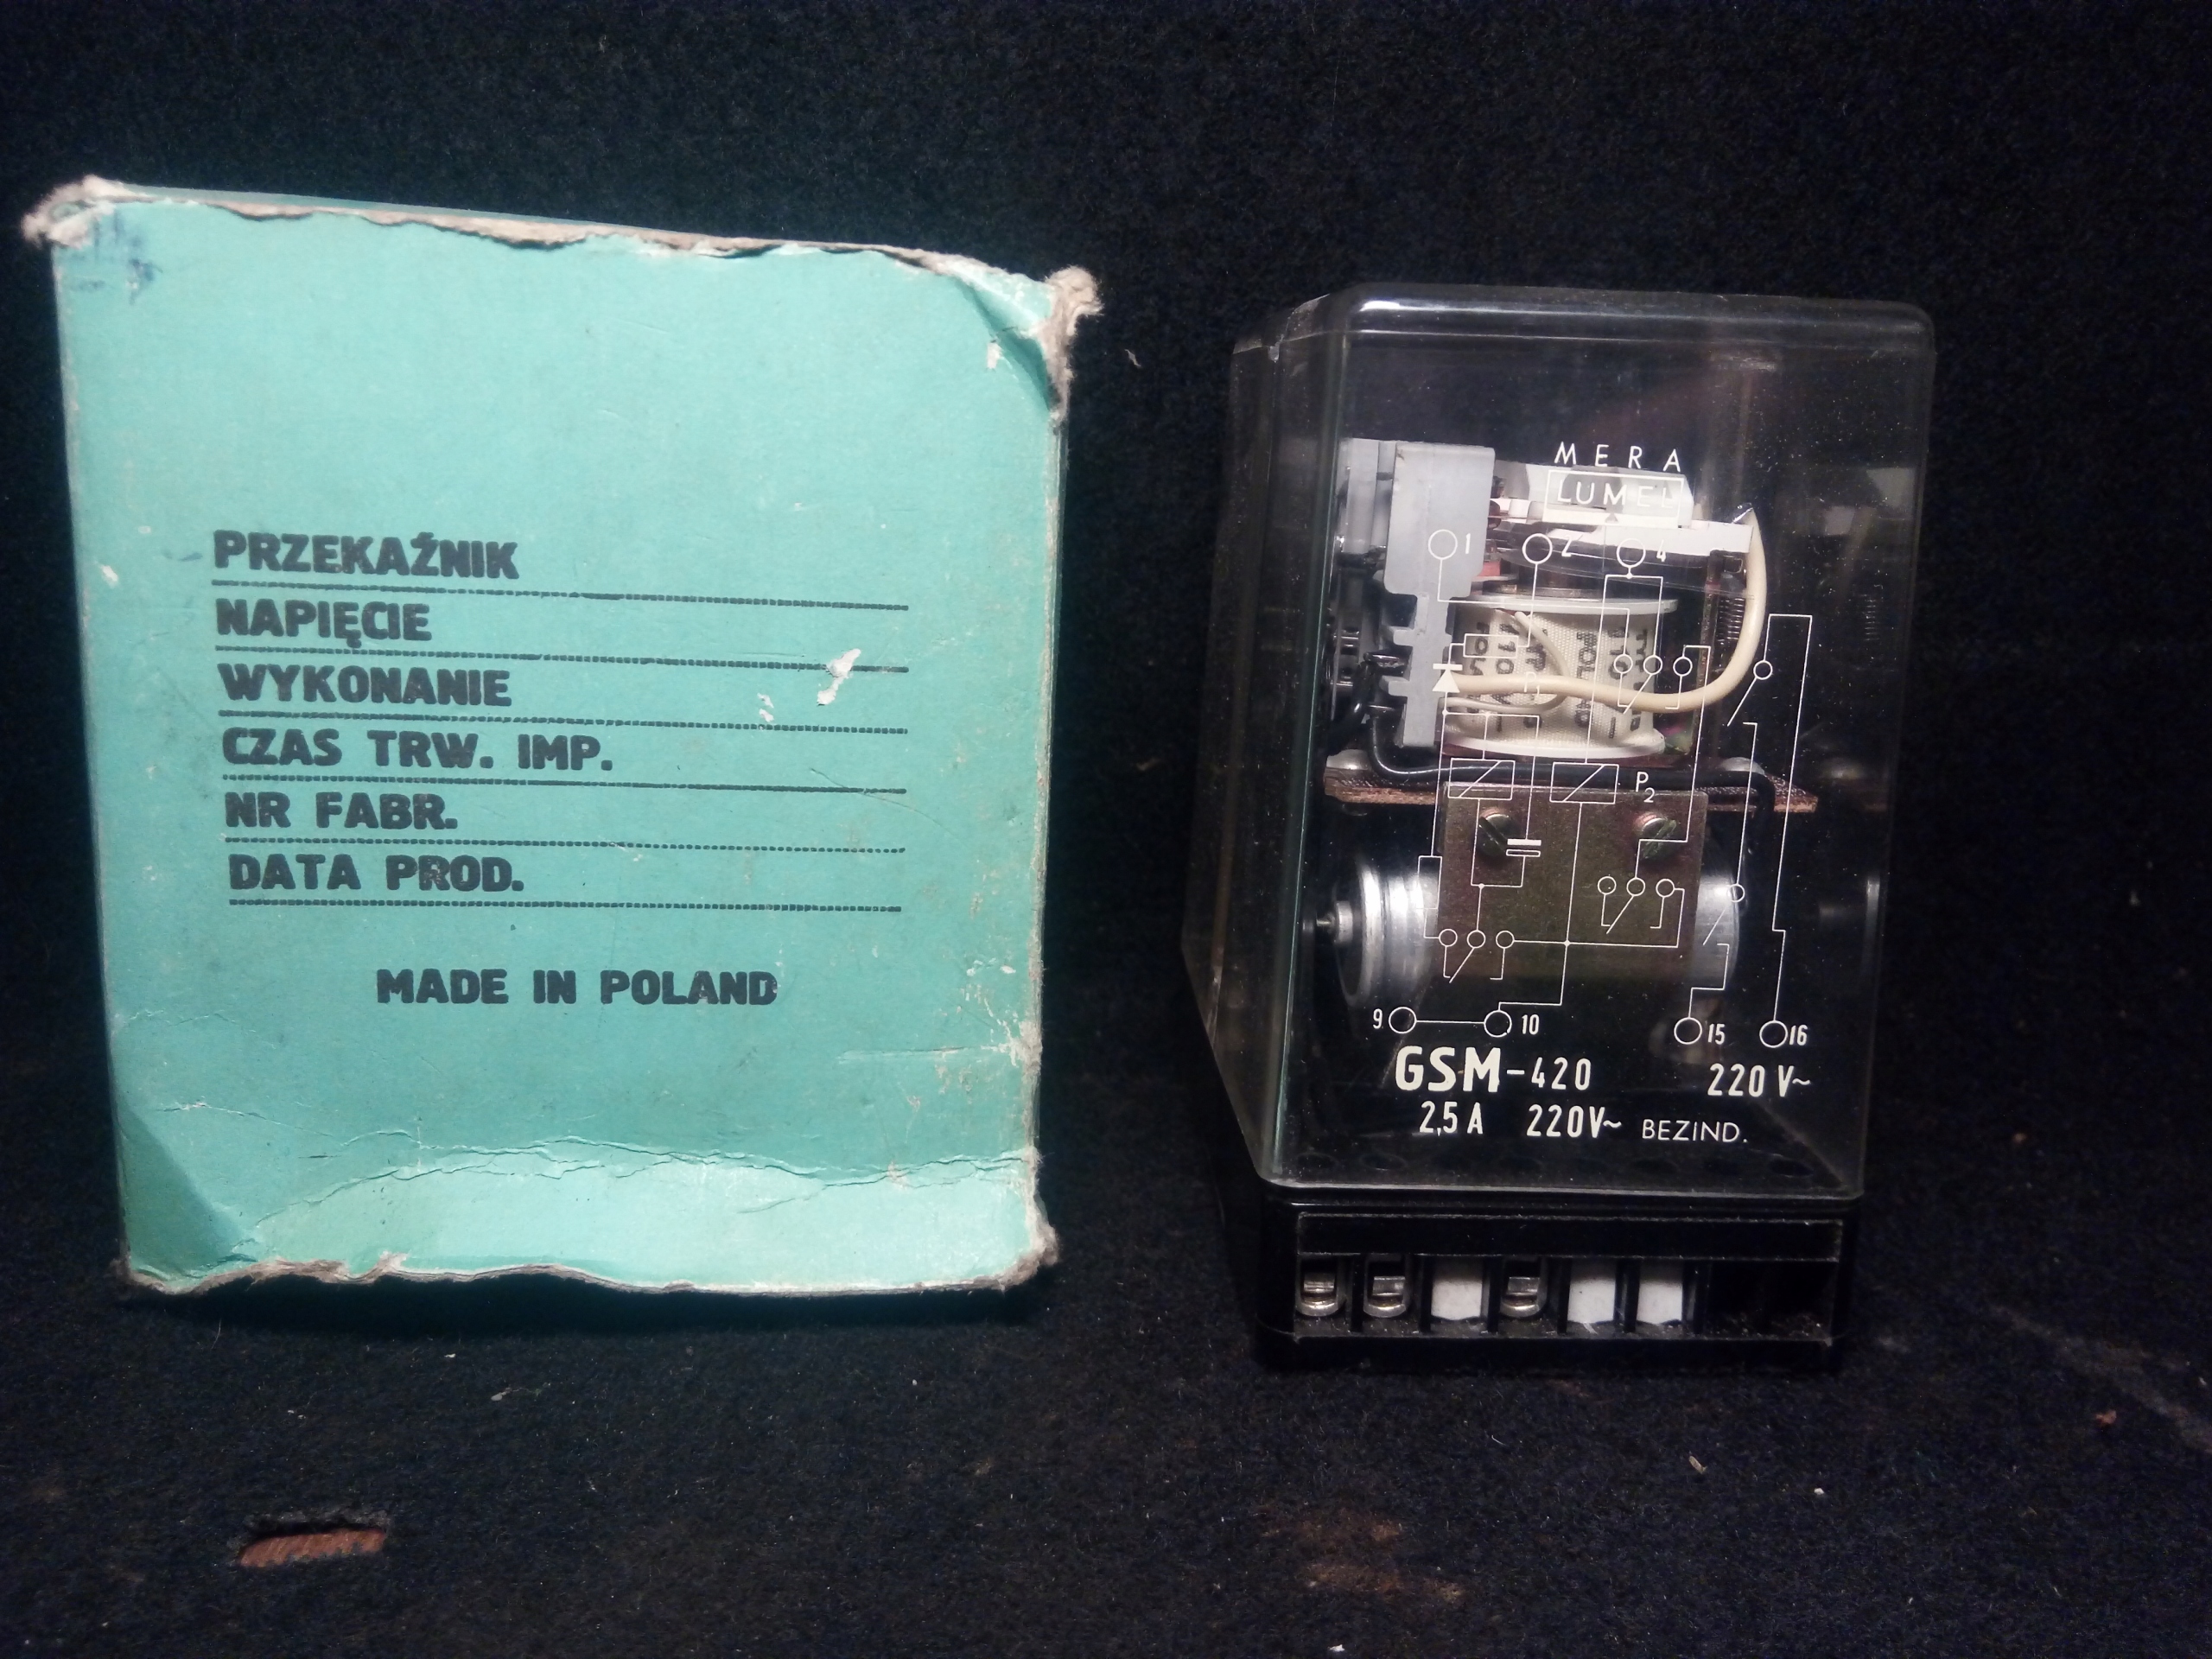 PRZEKAŹNIK
NAPIĘCIE
WYKONANIE
CZAS TRW. IMP.
NR FABR.
DATA PROD.
MADE IN POLAND
MERA
LUMEL
1 2 4
P2
9 10 15 16
GSM-420 220 V~
2,5 A 220V~ BEZIND.